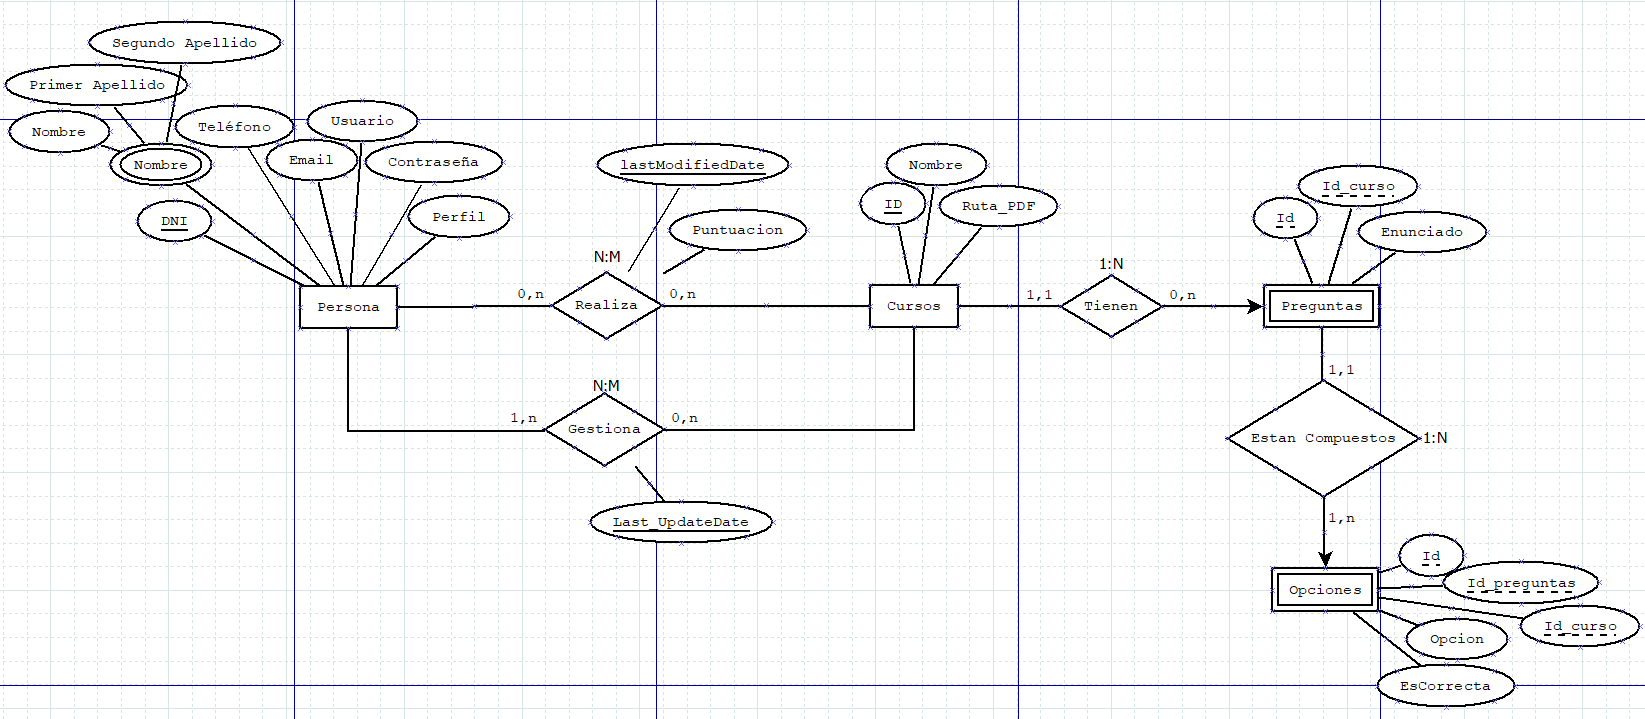 Segundo Apellido
Primer Apellido
Nombre
Nombre
DNI
Teléfono
Usuario
Email
Contraseña
Perfil
Persona
lastModifiedDate
Puntuacion
N:M
0,n
Realiza
0,n
N:M
1,n
Gestiona
0,n
Last_UpdateDate
Nombre
ID
Ruta_PDF
Cursos
1:N
1,1
Tienen
0,n
Id_curso
Id
Enunciado
Preguntas
1,1
Estan Compuestos
1:N
1,n
Opciones
Id
Id_preguntas
Id_curso
Opcion
EsCorrecta